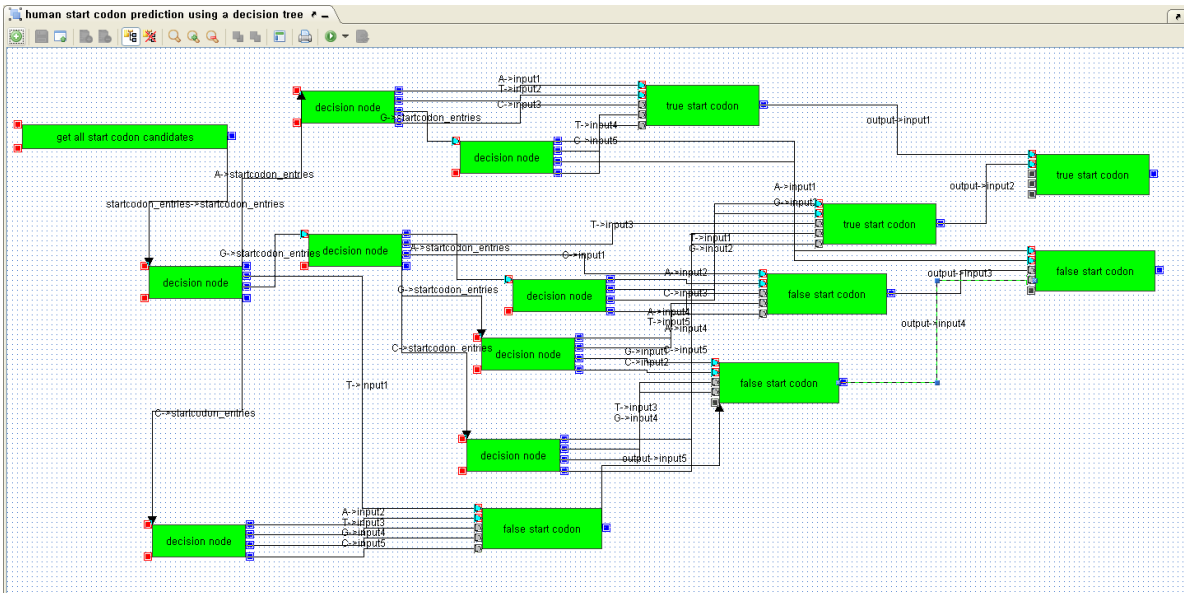 human start codon prediction using a decision tree
A->input1
T->input2
decision node
C->input3
true start codon
G->startcodon_entries
output->input1
T->input4
get all start codon candidates
C->input5
decision node
A->startcodon_entries
true start codon
output->input2
A->input1
startcodon_entries->startcodon_entries
G->input2
true start codon
T->input3
T->input1
decision node
A->startcodon_entries
G->input2
G->startcodon_entries
false start codon
A->input2
output->input3
decision node
G->startcodon_entries
decision node
C->input3
false start codon
A->input4
T->input5
output->input4
A->input4
C->startcodon_entries
decision node
C->input5
C->input2
T->input1
false start codon
C->startcodon_entries
T->input3
G->input4
decision node
output->input5
A->input2
T->input3
G->input4
C->input5
decision node
false start codon